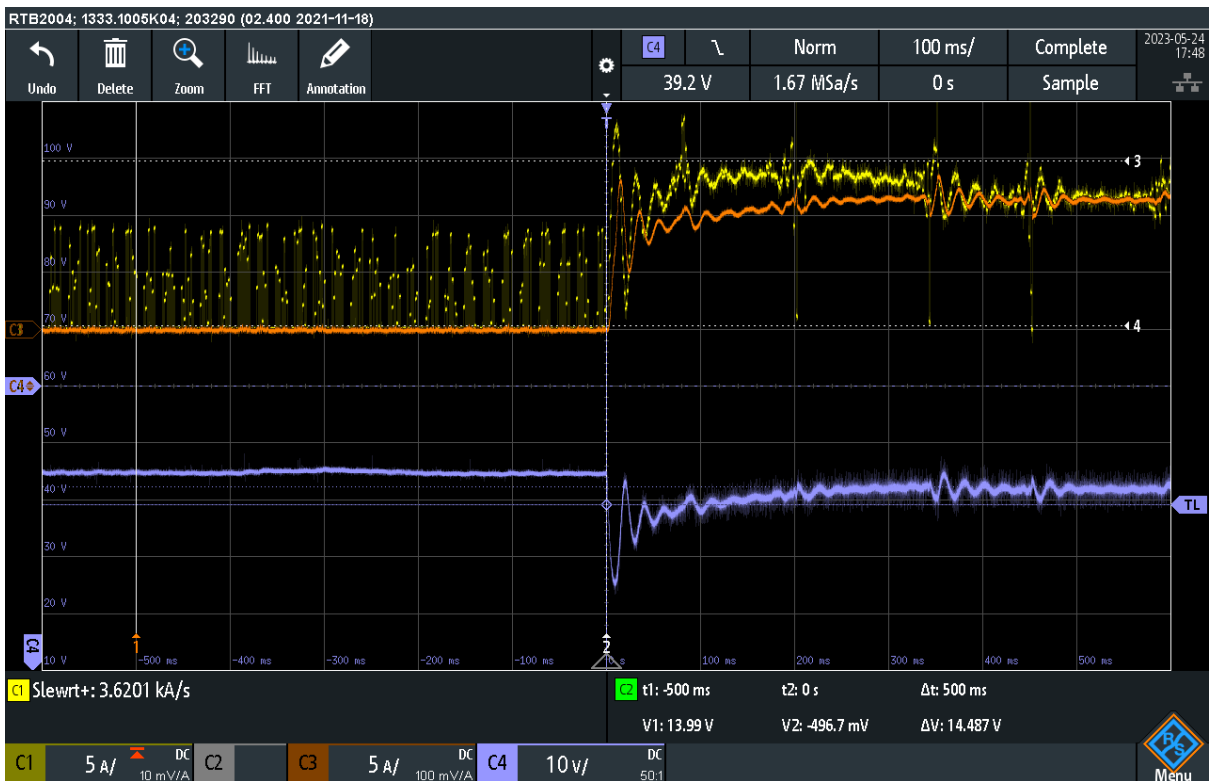 RTB2004; 1333.1005K04; 203290 (02.400 2021-11-18)
Undo Delete Zoom FFT Annotation
C4 Norm 100 ms/ Complete
39.2 V 1.67 MSa/s 0 s Sample
2023-05-24
17:48
T
100 V
3
90 V
80 V
70 V
C3
4
60 V
C4
50 V
40 V
TL
30 V
20 V
C4
1
2
10 V
-500 ms -400 ms -300 ms -200 ms -100 ms 0 s 100 ms 200 ms 300 ms 400 ms 500 ms
C1 Slewrt+: 3.6201 kA/s
C2 t1: -500 ms t2: 0 s Δt: 500 ms
V1: 13.99 V V2: -496.7 mV ΔV: 14.487 V
C1 5 A/ DC 10 mV/A
C2
C3 5 A/ DC 100 mV/A
C4 10 V/ DC 50:1
R&S
Menu